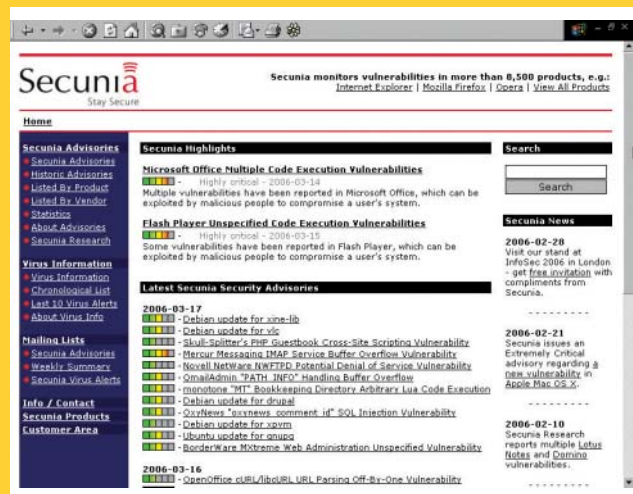 Secunia
Stay Secure
Secunia monitors vulnerabilities in more than 8,500 products, e.g.:
Internet Explorer | Mozilla Firefox | Opera | View All Products
Home
Secunia Advisories
Secunia Advisories
Historic Advisories
Listed By Product
Listed By Vendor
Statistics
About Advisories
Secunia Research
Virus Information
Virus Information
Chronological List
Last 10 Virus Alerts
About Virus Info
Mailing Lists
Secunia Advisories
Weekly Summary
Secunia Virus Alerts
Info / Contact
Secunia Products
Customer Area
Secunia Highlights
Microsoft Office Multiple Code Execution Vulnerabilities
- Highly critical - 2006-03-14
Multiple vulnerabilities have been reported in Microsoft Office, which can be
exploited by malicious people to compromise a user's system.
Flash Player Unspecified Code Execution Vulnerabilities
- Highly critical - 2006-03-15
Some vulnerabilities have been reported in Flash Player, which can be
exploited by malicious people to compromise a user's system.
Latest Secunia Security Advisories
2006-03-17
- Debian update for xine-lib
- Debian update for vlc
- Skull-Splitter's PHP Guestbook Cross-Site Scripting Vulnerability
- Mercur Messaging IMAP Service Buffer Overflow Vulnerability
- Novell NetWare NWFTPD Potential Denial of Service Vulnerability
- QmailAdmin "PATH_INFO" Handling Buffer Overflow
- monotone "MT" Bookkeeping Directory Arbitrary Lua Code Execution
- Debian update for drupal
- OxyNews "oxynews_comment_id" SQL Injection Vulnerability
- Debian update for xpvm
- Ubuntu update for gnupg
- BorderWare MXtreme Web Administration Unspecified Vulnerability
2006-03-16
- OpenOffice cURL/libcURL URL Parsing Off-By-One Vulnerability
Search
Search
Secunia News
2006-02-28
Visit our stand at
InfoSec 2006 in London
- get free invitation with
compliments from
Secunia.
2006-02-21
Secunia issues an
Extremely Critical
advisory regarding a
new vulnerability in
Apple Mac OS X.
2006-02-10
Secunia Research
reports multiple Lotus
Notes and Domino
vulnerabilities.